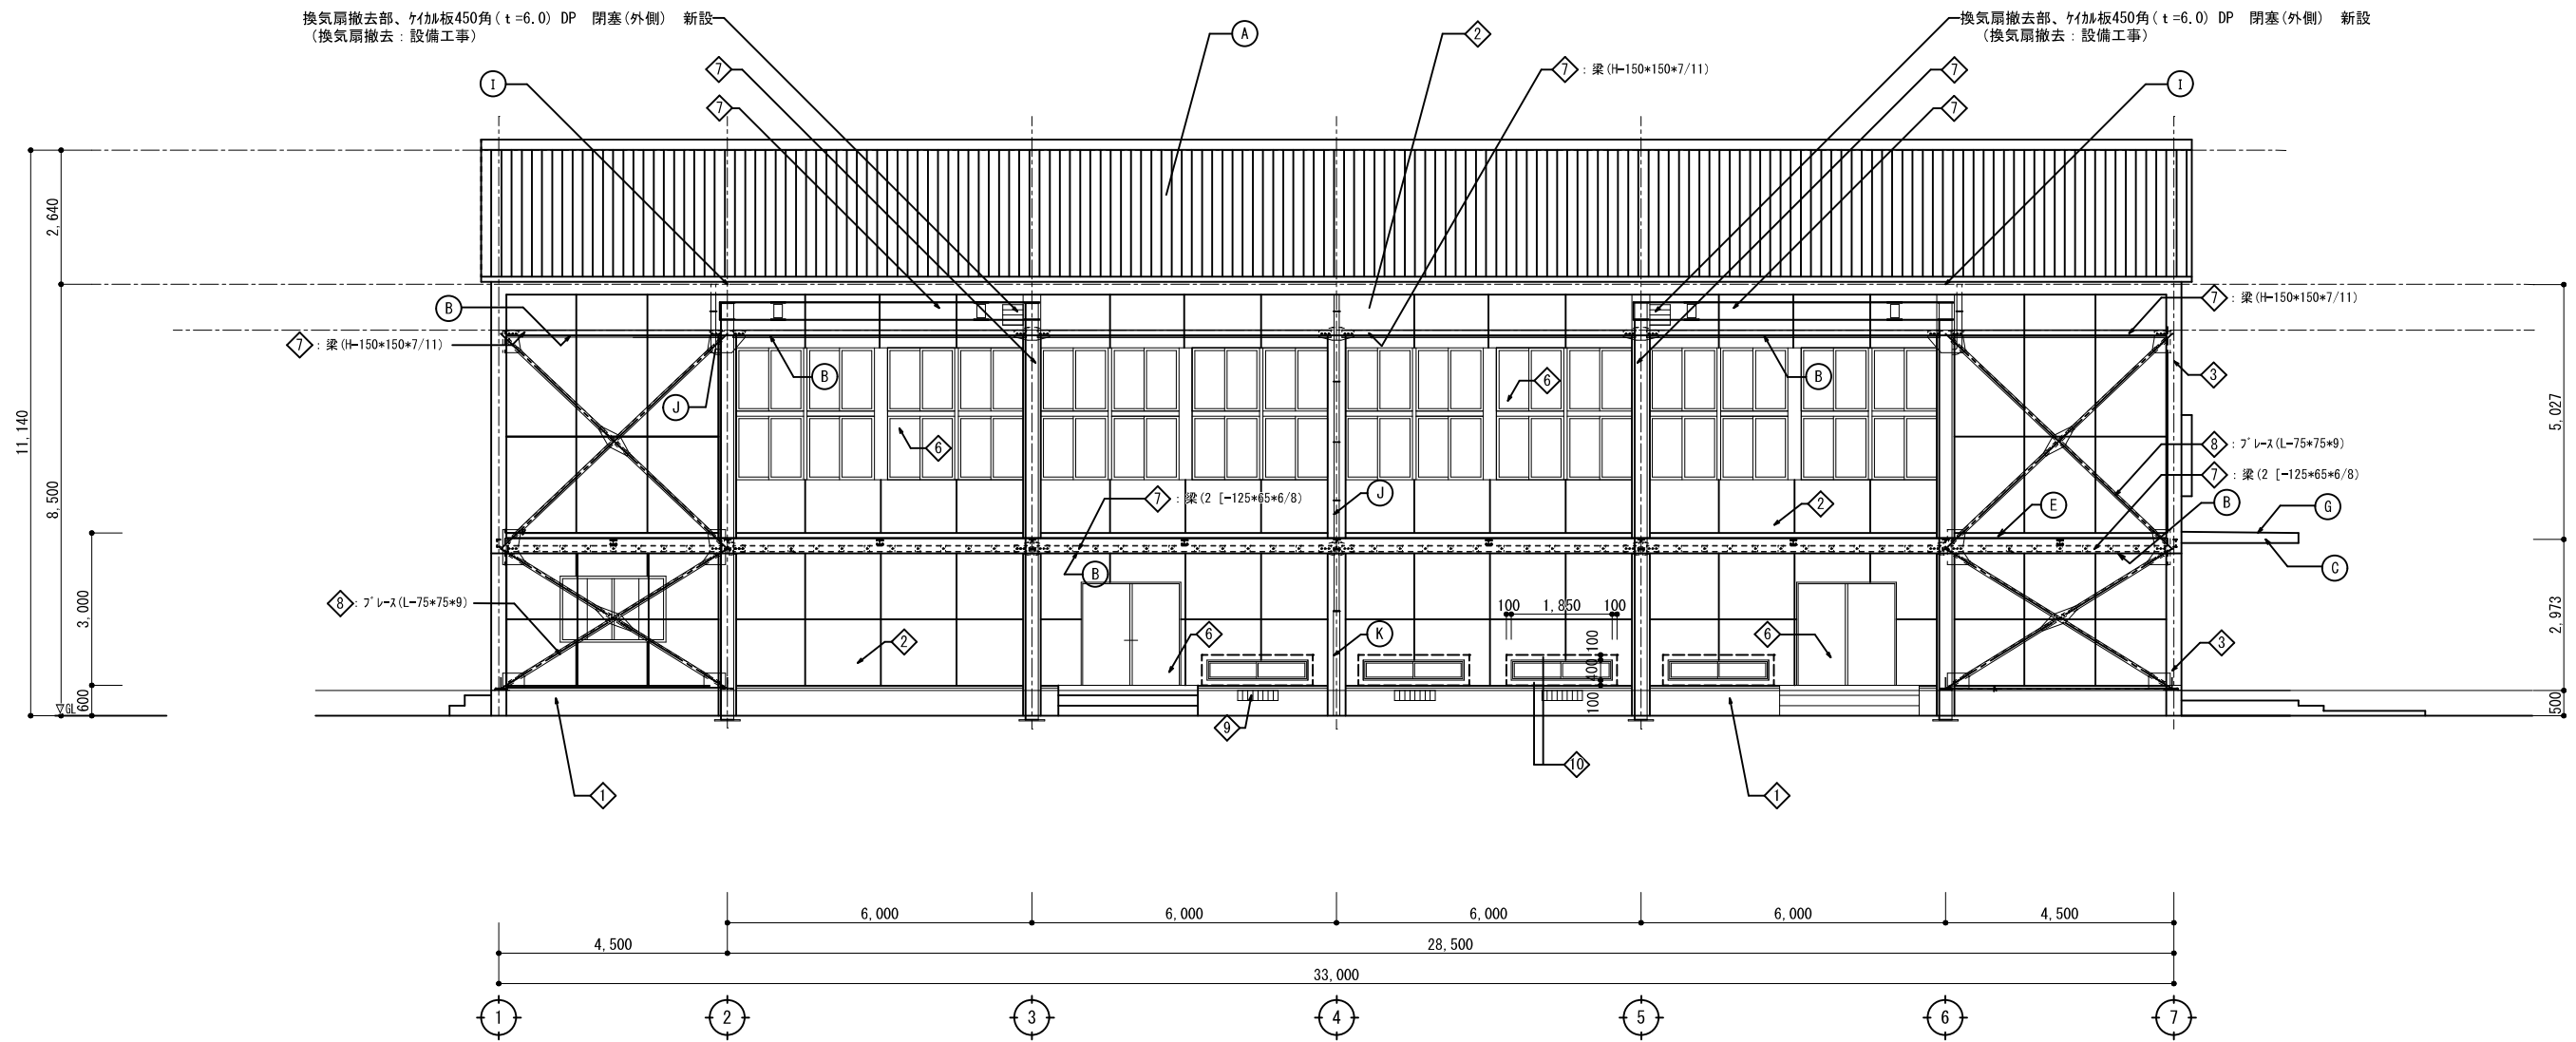 換気扇撤去部、ｹｲｶﾙ板450角(ｔ=6.0) DP　閉塞(外側)　新設
(換気扇撤去：設備工事)
換気扇撤去部、ｹｲｶﾙ板450角(ｔ=6.0) DP　閉塞(外側)　新設
(換気扇撤去：設備工事)
A
2
7
7：梁(H-150*150*7/11)
7
I
I
7
7
2,640
B
7：梁(H-150*150*7/11)
7：梁(H-150*150*7/11)
B
B
6
3
J
11,140
5,027
6
8：ﾌﾞﾚｰｽ(L-75*75*9)
7：梁(2 [-125*65*6/8)
8,500
7：梁(2 [-125*65*6/8)
J
2
E
B
G
B
C
3,000
8：ﾌﾞﾚｰｽ(L-75*75*9)
100
1,850
100
2,973
2
6
K
100
400
100
6
3
600
GL
500
9
10
1
1
6,000
6,000
6,000
6,000
4,500
4,500
28,500
33,000
1
2
3
4
5
6
7